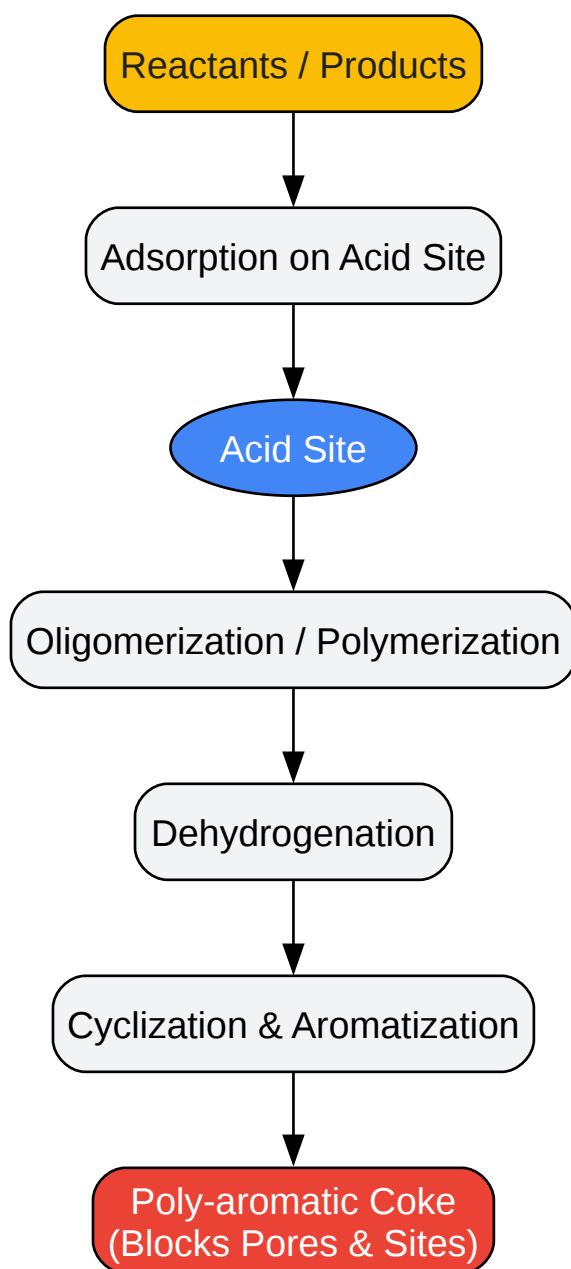 Reactants / Products
Adsorption on Acid Site
Acid Site
Oligomerization / Polymerization
Dehydrogenation
Cyclization & Aromatization
Poly-aromatic Coke
(Blocks Pores & Sites)